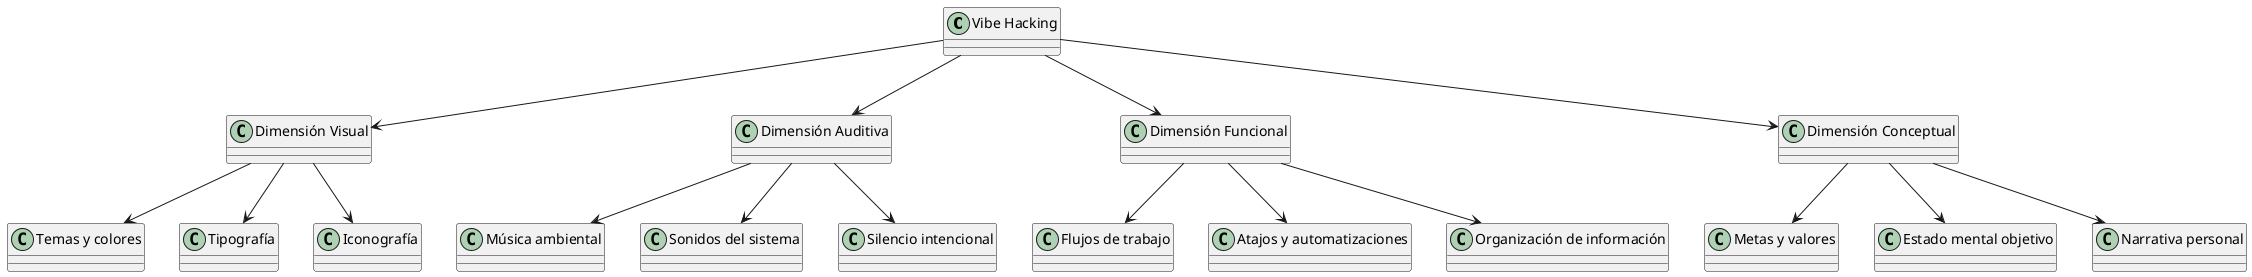 C Vibe Hacking
C Dimensión Visual
C Dimensión Auditiva
C Dimensión Funcional
C Dimensión Conceptual
C Temas y colores
C Tipografía
C Iconografía
C Música ambiental
C Sonidos del sistema
C Silencio intencional
C Flujos de trabajo
C Atajos y automatizaciones
C Organización de información
C Metas y valores
C Estado mental objetivo
C Narrativa personal